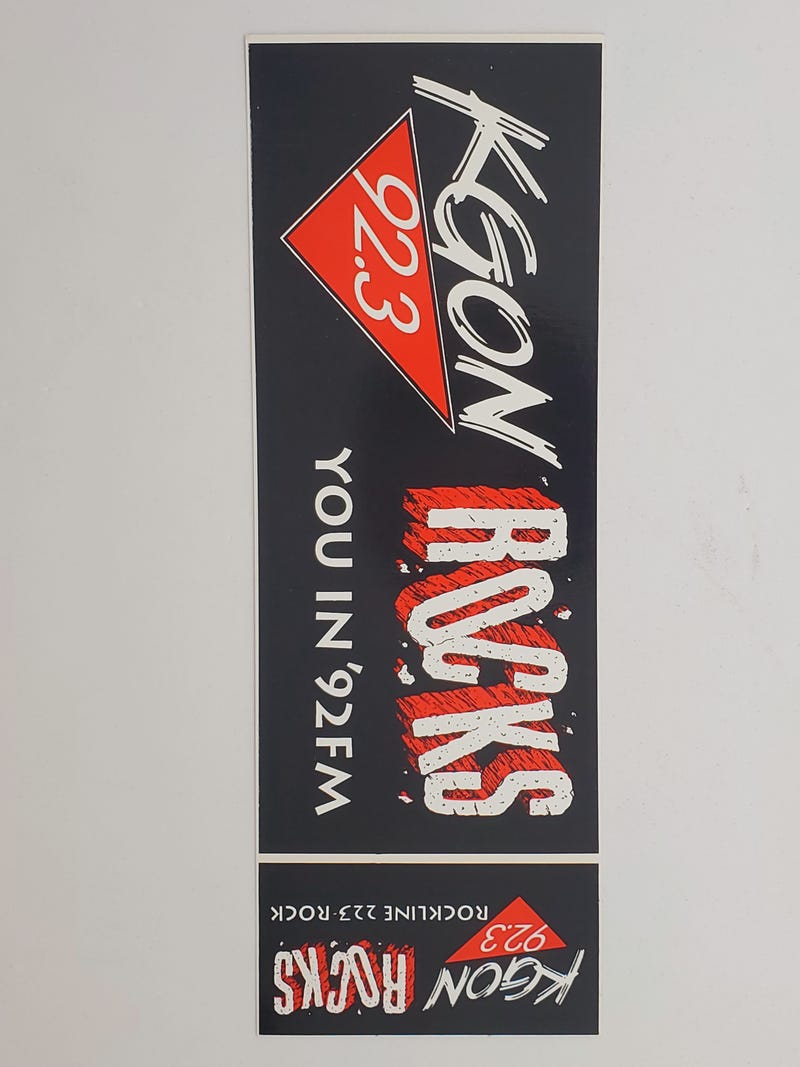 KGON
92.3
ROCKS
YOU IN '92FM
KGON
92.3
ROCKS
ROCKLINE 223-ROCK